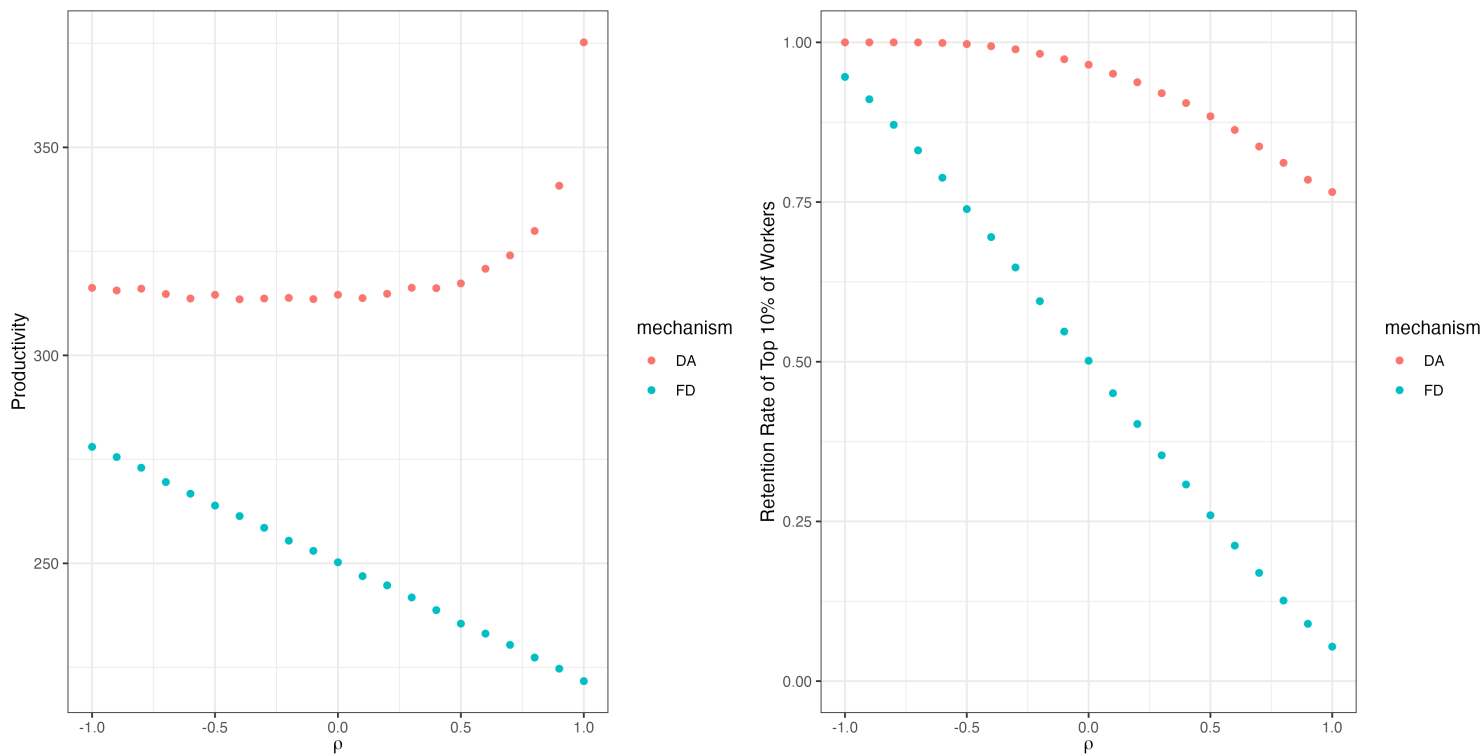 Productivity
350
300
250
-1.0
-0.5
0.0
0.5
1.0
ρ
mechanism
DA
FD
Retention Rate of Top 10% of Workers
1.00
0.75
0.50
0.25
0.00
-1.0
-0.5
0.0
0.5
1.0
ρ
mechanism
DA
FD